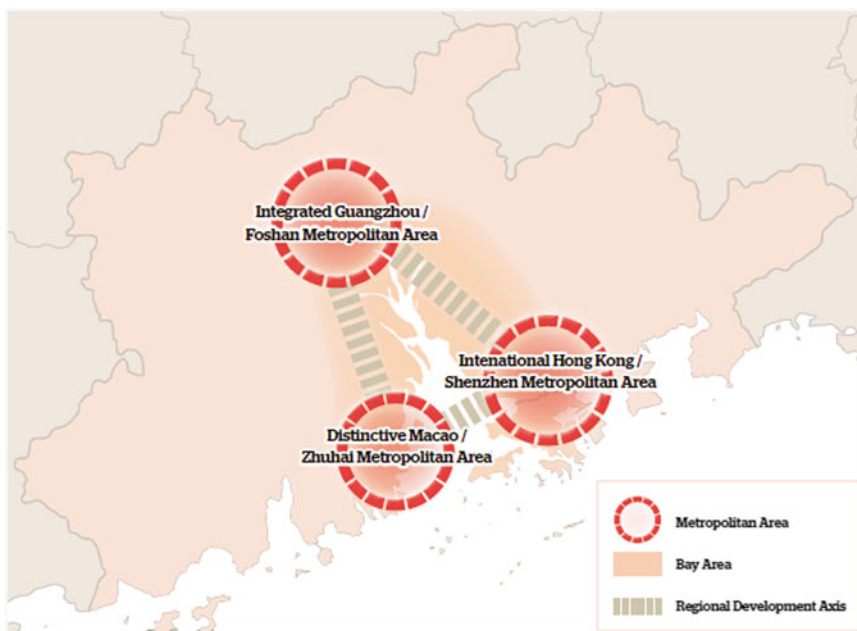 Integrated Guangzhou /
Foshan Metropolitan Area
Intenational Hong Kong /
Shenzhen Metropolitan Area
Distinctive Macao /
Zhuhai Metropolitan Area
Metropolitan Area
Bay Area
Regional Development Axis